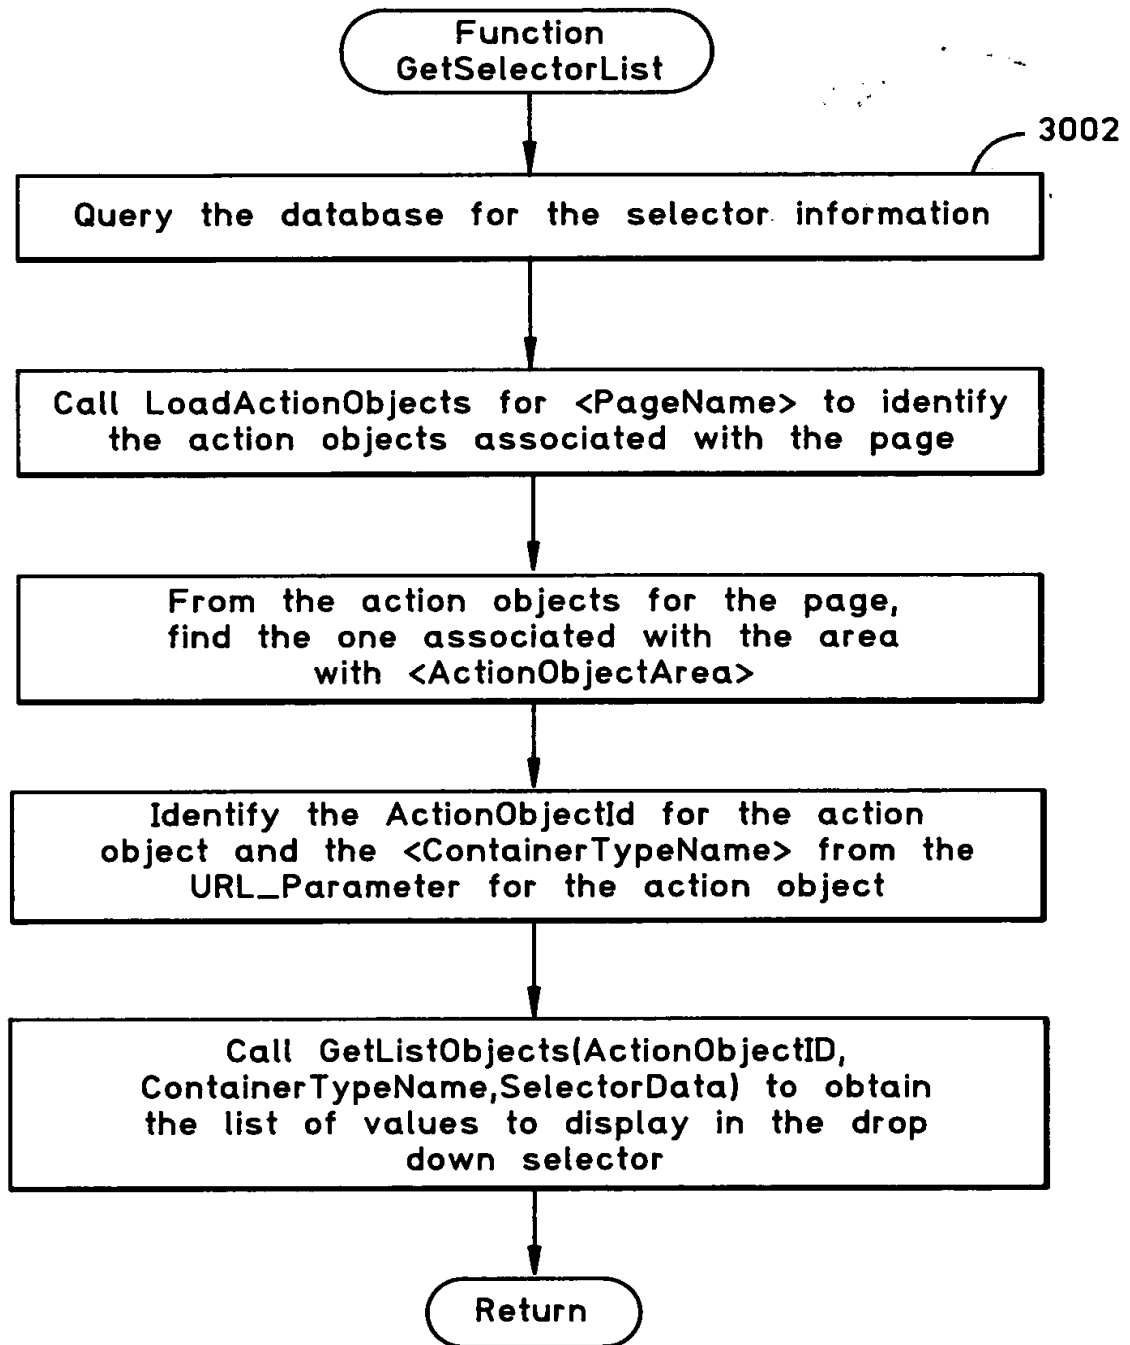 Function
GetSelectorList
3002
Query the database for the selector information
Call LoadActionObjects for <PageName> to identify
the action objects associated with the page
From the action objects for the page,
find the one associated with the area
with <ActionObjectArea>
Identify the ActionObjectId for the action
object and the <ContainerTypeName> from the
URL_Parameter for the action object
Call GetListObjects(ActionObjectID,
ContainerTypeName,SelectorData) to obtain
the list of values to display in the drop
down selector
Return